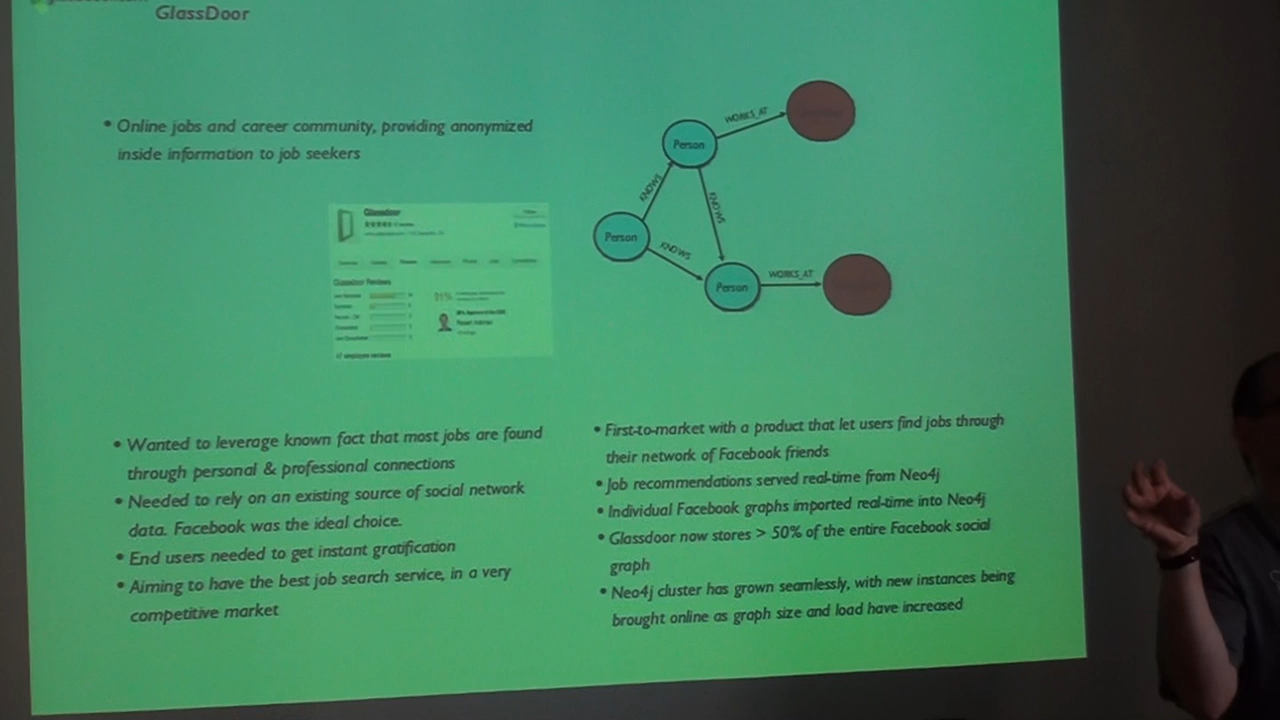 GlassDoor
• Online jobs and career community, providing anonymized
inside information to job seekers
Person
WORKS_AT
KNOWS
KNOWS
Person
KNOWS
Person
WORKS_AT
Glassdoor
Glassdoor Reviews
• Wanted to leverage known fact that most jobs are found
through personal & professional connections
• Needed to rely on an existing source of social network
data. Facebook was the ideal choice.
• End users needed to get instant gratification
• Aiming to have the best job search service, in a very
competitive market
• First-to-market with a product that let users find jobs through
their network of Facebook friends
• Job recommendations served real-time from Neo4j
• Individual Facebook graphs imported real-time into Neo4j
• Glassdoor now stores > 50% of the entire Facebook social
graph
• Neo4j cluster has grown seamlessly, with new instances being
brought online as graph size and load have increased